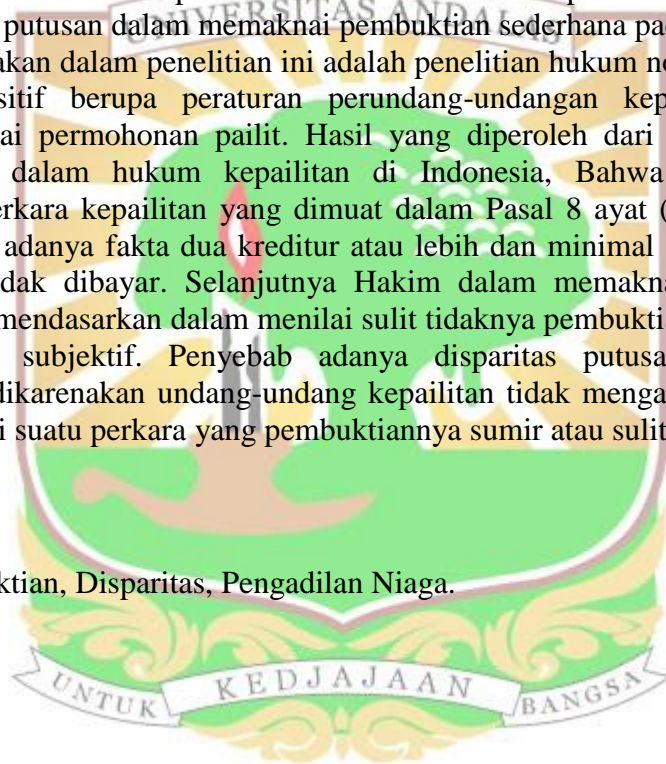 UNIVERSITAS ANDALAS
putusan dalam memaknai pembuktian sederhana pa
akan dalam penelitian ini adalah penelitian hukum no
sitif berupa peraturan perundang-undangan kep
ai permohonan pailit. Hasil yang diperoleh dari
dalam hukum kepailitan di Indonesia, Bahwa
erkara kepailitan yang dimuat dalam Pasal 8 ayat (
adanya fakta dua kreditur atau lebih dan minimal
dak dibayar. Selanjutnya Hakim dalam memakna
mendasarkan dalam menilai sulit tidaknya pembukti
subjektif. Penyebab adanya disparitas putusa
dikarenakan undang-undang kepailitan tidak menga
i suatu perkara yang pembuktiannya sumir atau sulit
ktian, Disparitas, Pengadilan Niaga.
UNTUK KEDJAJAAN BANGSA